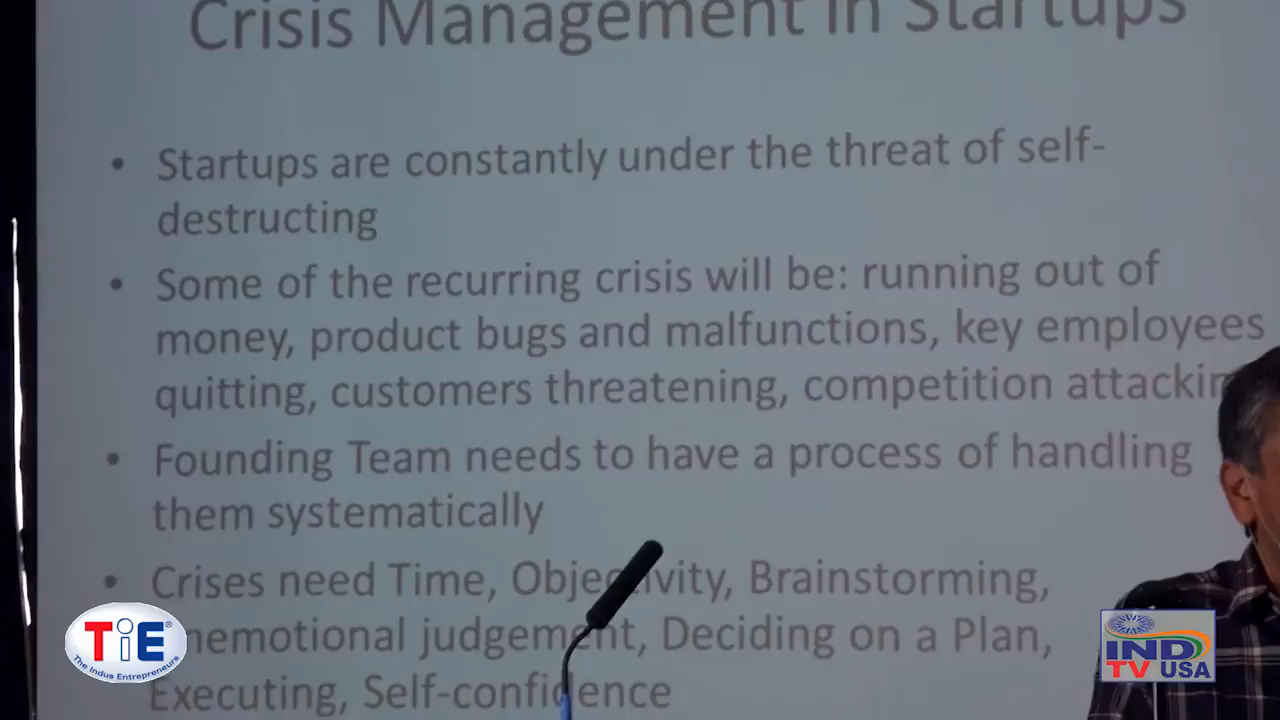 Crisis Management in Startups
• Startups are constantly under the threat of self-
destructing
• Some of the recurring crisis will be: running out of
money, product bugs and malfunctions, key employees
quitting, customers threatening, competition attackin
• Founding Team needs to have a process of handling
them systematically
• Crises need Time, Objectivity, Brainstorming,
nemotional judgement, Deciding on a Plan,
Executing, Self-confidence
TiE®
The Indus Entrepreneurs
IND
TV USA